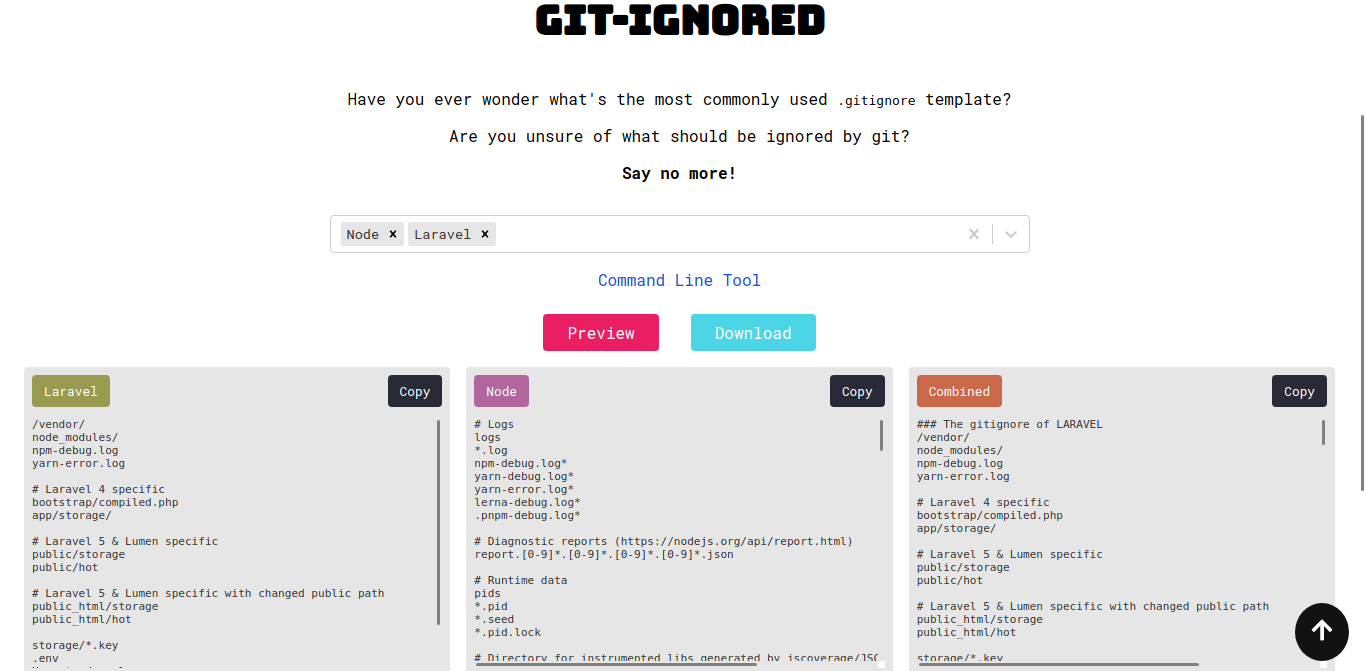 GIT-IGNORED
Have you ever wonder what's the most commonly used .gitignore template?
Are you unsure of what should be ignored by git?
Say no more!
Node × Laravel ×
Command Line Tool
Preview Download
Laravel Copy
/vendor/
node_modules/
npm-debug.log
yarn-error.log
# Laravel 4 specific
bootstrap/compiled.php
app/storage/
# Laravel 5 & Lumen specific
public/storage
public/hot
# Laravel 5 & Lumen specific with changed public path
public_html/storage
public_html/hot
storage/*.key
.env
Node Copy
# Logs
logs
*.log
npm-debug.log*
yarn-debug.log*
yarn-error.log*
lerna-debug.log*
.pnpm-debug.log*
# Diagnostic reports (https://nodejs.org/api/report.html)
report.[0-9]*.[0-9]*.[0-9]*.[0-9]*.json
# Runtime data
pids
*.pid
*.seed
*.pid.lock
# Directory for instrumented libs generated by jscoverage/JSC
Combined Copy
### The gitignore of LARAVEL
/vendor/
node_modules/
npm-debug.log
yarn-error.log
# Laravel 4 specific
bootstrap/compiled.php
app/storage/
# Laravel 5 & Lumen specific
public/storage
public/hot
# Laravel 5 & Lumen specific with changed public path
public_html/storage
public_html/hot
storage/*.key